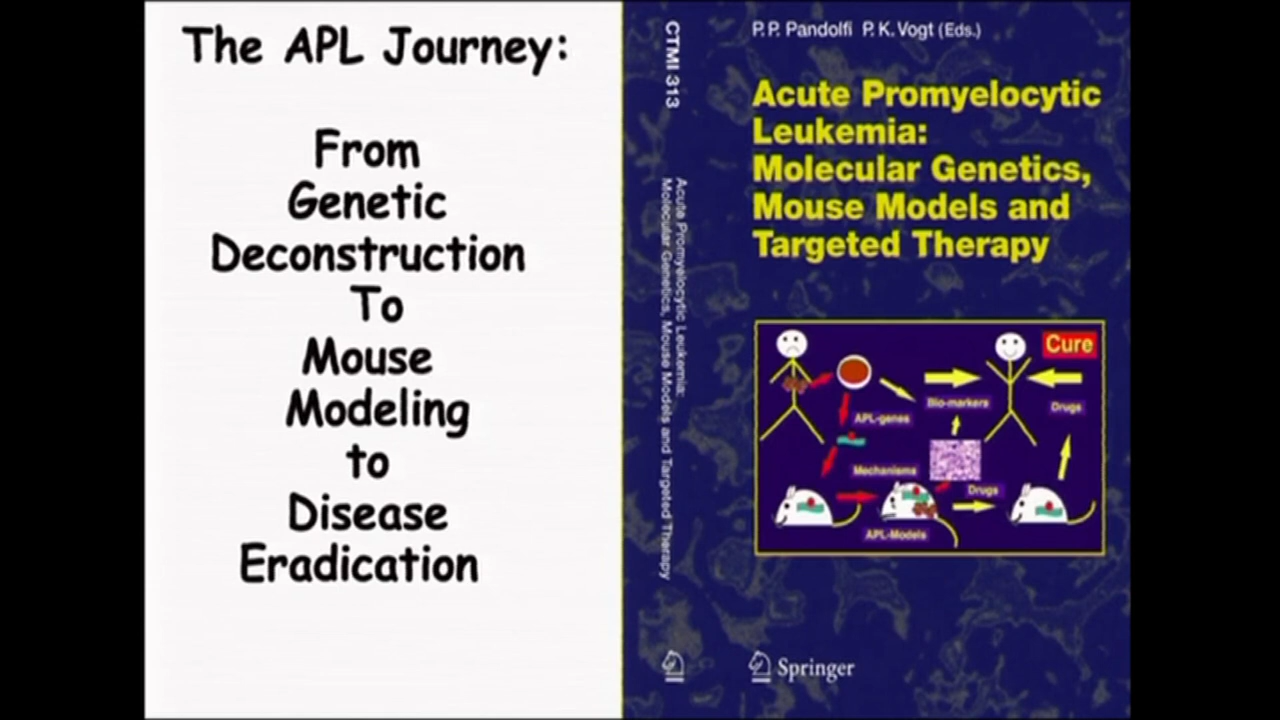 The APL Journey:
From
Genetic
Deconstruction
To
Mouse
Modeling
to
Disease
Eradication
CTMI 313
Acute Promyelocytic Leukemia:
Molecular Genetics, Mouse Models and Targeted Therapy
P. P. Pandolfi P. K. Vogt (Eds.)
Acute Promyelocytic
Leukemia:
Molecular Genetics,
Mouse Models and
Targeted Therapy
Cure
Bio-markers
Drugs
APL-genes
Mechanisms
Drugs
APL-Models
Springer